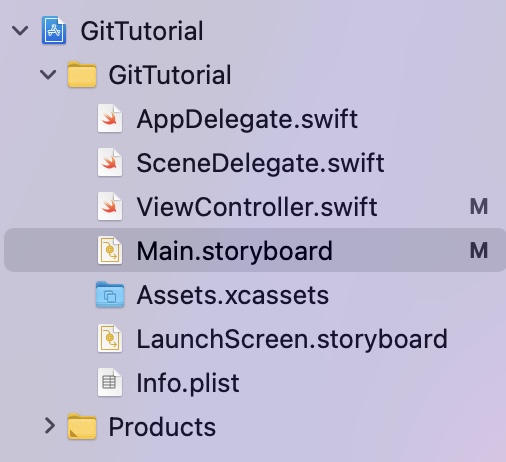 GitTutorial
GitTutorial
AppDelegate.swift
SceneDelegate.swift
ViewController.swift M
Main.storyboard M
Assets.xcassets
LaunchScreen.storyboard
Info.plist
Products